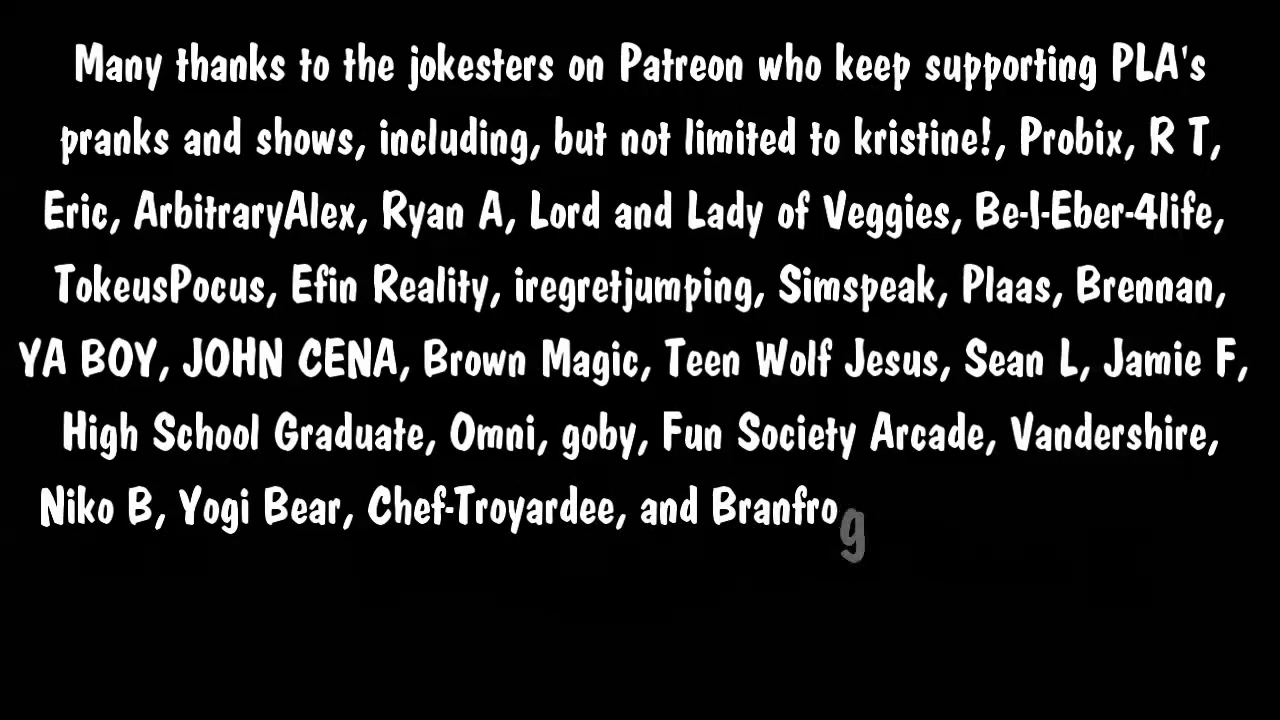 Many thanks to the jokesters on Patreon who keep supporting PLA's
pranks and shows, including, but not limited to kristine!, Probix, R T,
Eric, ArbitraryAlex, Ryan A, Lord and Lady of Veggies, Be-l-Eber-4life,
TokeusPocus, Efin Reality, iregretjumping, Simspeak, Plaas, Brennan,
YA BOY, JOHN CENA, Brown Magic, Teen Wolf Jesus, Sean L, Jamie F,
High School Graduate, Omni, goby, Fun Society Arcade, Vandershire,
Niko B, Yogi Bear, Chef-Troyardee, and Branfrog